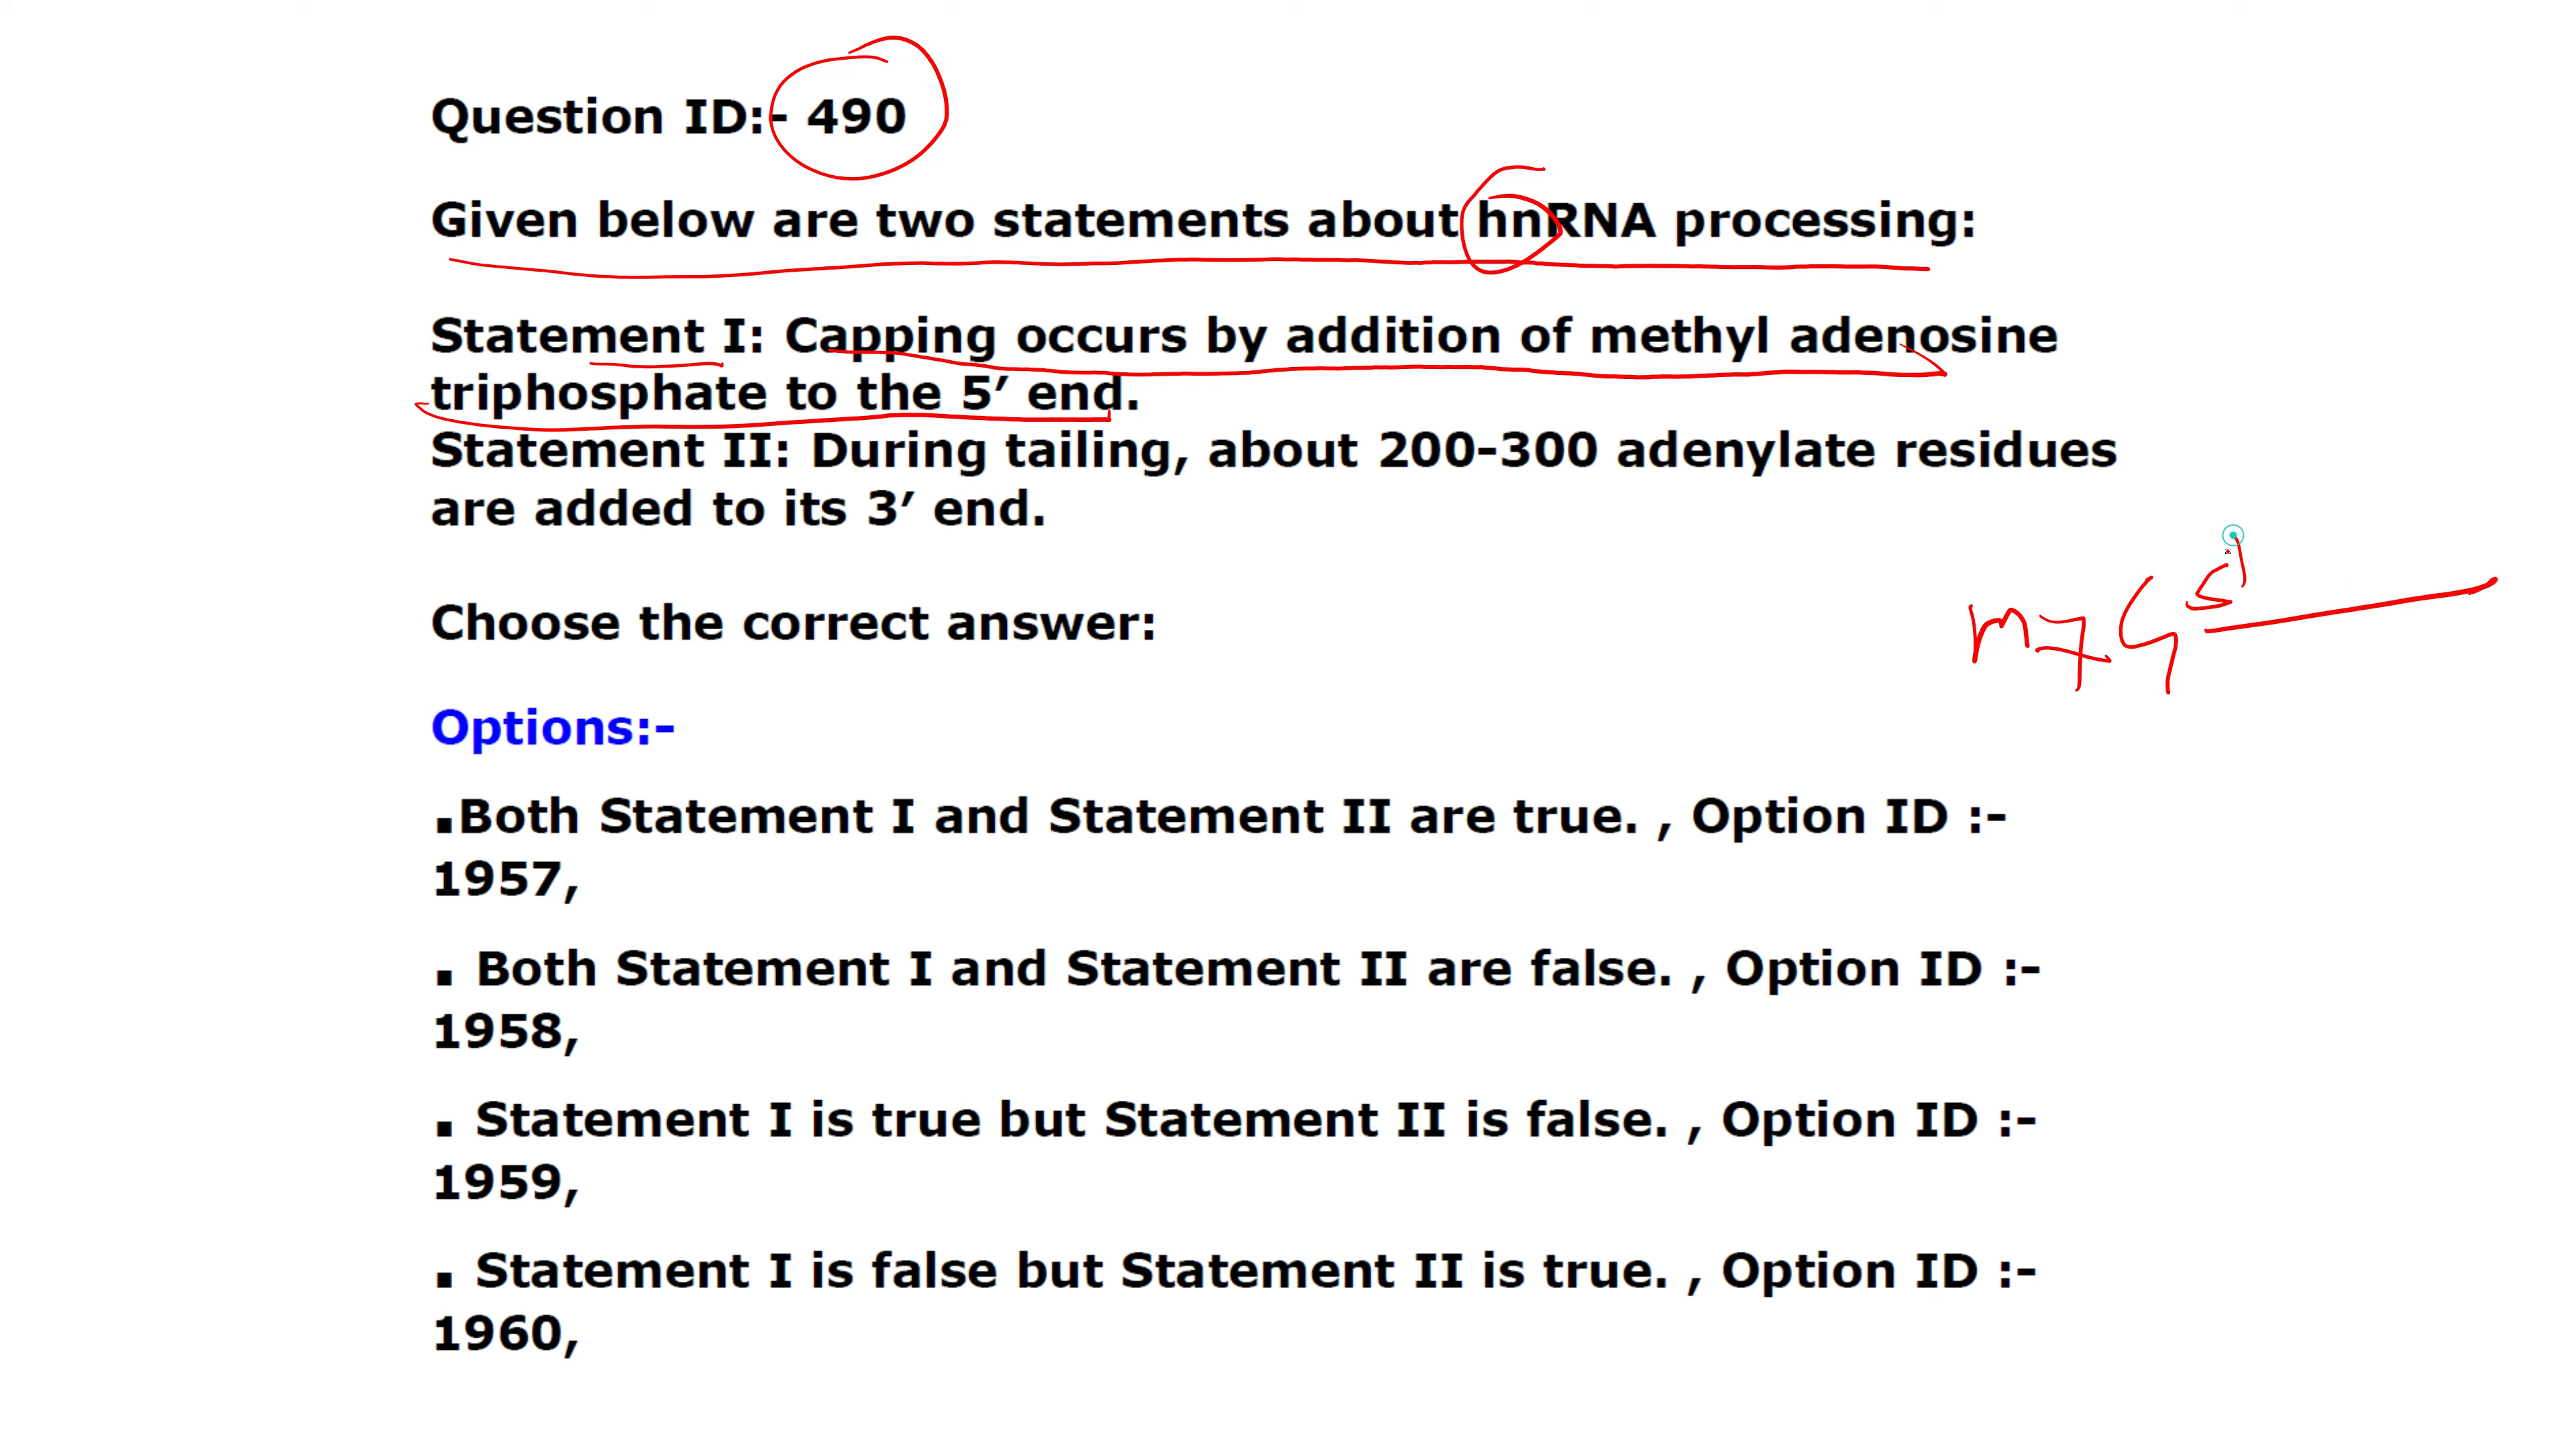 Question ID:- 490
Given below are two statements about hnRNA processing:
Statement I: Capping occurs by addition of methyl adenosine
triphosphate to the 5′ end.
Statement II: During tailing, about 200-300 adenylate residues
are added to its 3′ end.
m7G 5'
Choose the correct answer:
Options:-
▪Both Statement I and Statement II are true. , Option ID :-
1957,
▪ Both Statement I and Statement II are false. , Option ID :-
1958,
▪ Statement I is true but Statement II is false. , Option ID :-
1959,
▪ Statement I is false but Statement II is true. , Option ID :-
1960,